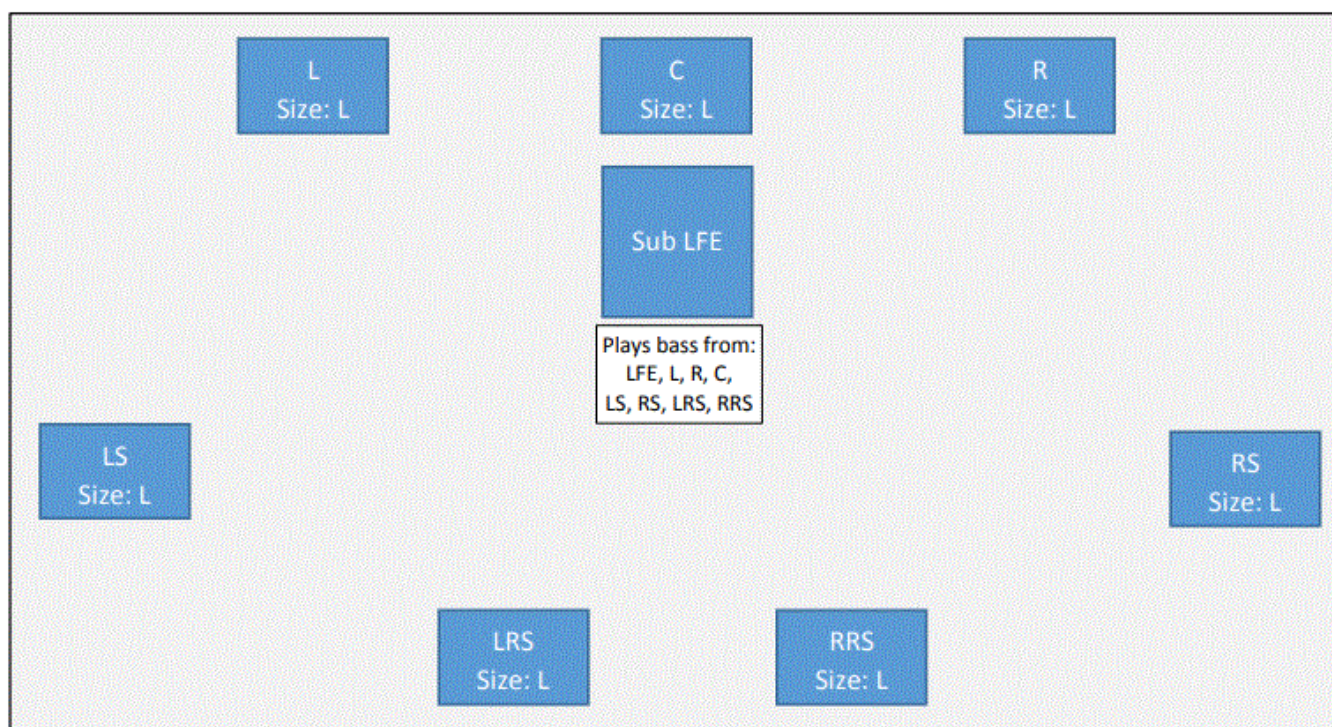 L
Size: L
C
Size: L
R
Size: L
Sub LFE
Plays bass from:
LFE, L, R, C,
LS, RS, LRS, RRS
LS
Size: L
RS
Size: L
LRS
Size: L
RRS
Size: L